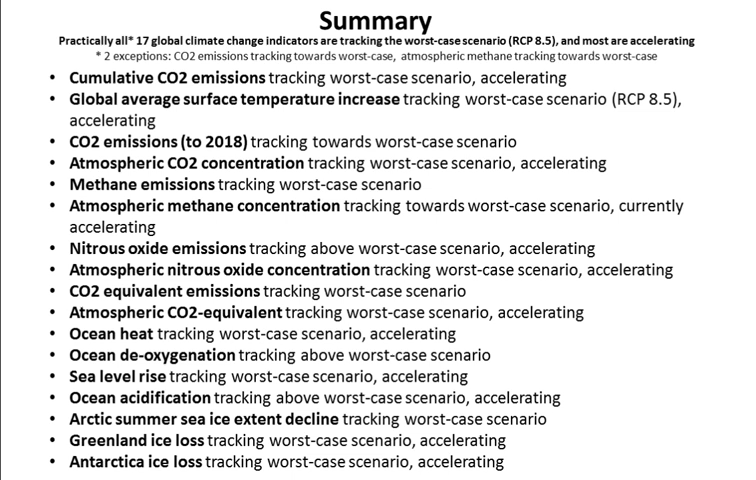 Summary
Practically all* 17 global climate change indicators are tracking the worst-case scenario (RCP 8.5), and most are accelerating
* 2 exceptions: CO2 emissions tracking towards worst-case, atmospheric methane tracking towards worst-case
• Cumulative CO2 emissions tracking worst-case scenario, accelerating
• Global average surface temperature increase tracking worst-case scenario (RCP 8.5),
accelerating
• CO2 emissions (to 2018) tracking towards worst-case scenario
• Atmospheric CO2 concentration tracking worst-case scenario, accelerating
• Methane emissions tracking worst-case scenario
• Atmospheric methane concentration tracking towards worst-case scenario, currently
accelerating
• Nitrous oxide emissions tracking above worst-case scenario, accelerating
• Atmospheric nitrous oxide concentration tracking worst-case scenario, accelerating
• CO2 equivalent emissions tracking worst-case scenario
• Atmospheric CO2-equivalent tracking worst-case scenario, accelerating
• Ocean heat tracking worst-case scenario, accelerating
• Ocean de-oxygenation tracking above worst-case scenario
• Sea level rise tracking worst-case scenario, accelerating
• Ocean acidification tracking above worst-case scenario, accelerating
• Arctic summer sea ice extent decline tracking worst-case scenario
• Greenland ice loss tracking worst-case scenario, accelerating
• Antarctica ice loss tracking worst-case scenario, accelerating